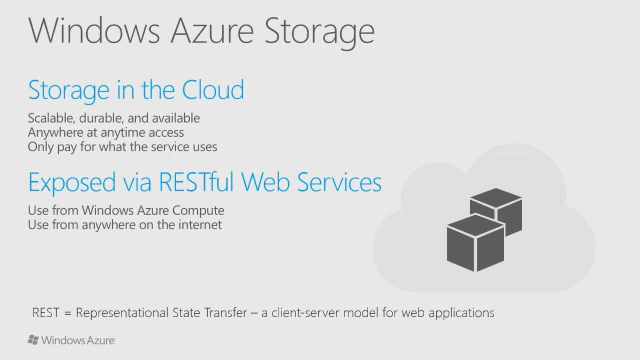 Windows Azure Storage
Storage in the Cloud
Scalable, durable, and available
Anywhere at anytime access
Only pay for what the service uses
Exposed via RESTful Web Services
Use from Windows Azure Compute
Use from anywhere on the internet
REST = Representational State Transfer – a client-server model for web applications
Windows Azure